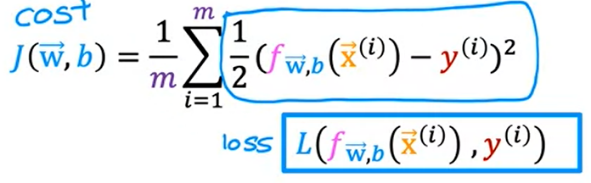 cost
J(w⃗,b) = 1/m ∑_{i=1}^{m} 1/2 (f_{w⃗,b}(x⃗^{(i)}) − y^{(i)})²
loss L(f_{w⃗,b}(x⃗^{(i)}), y^{(i)})